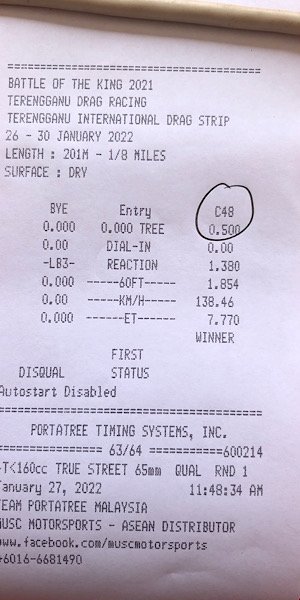 ==================================
BATTLE OF THE KING 2021
TERENGGANU DRAG RACING
TERENGGANU INTERNATIONAL DRAG STRIP
26 - 30 JANUARY 2022
LENGTH : 201M - 1/8 MILES
SURFACE : DRY
BYE Entry C48
0.000 0.000 TREE 0.500
0.00 DIAL-IN 0.00
-LB3- REACTION 1.380
0.000 ------60FT------ 1.854
0.00 ------KM/H----- 138.46
0.000 -------ET------- 7.770
WINNER
FIRST
DISQUAL STATUS
Autostart Disabled
==================================
PORTATREE TIMING SYSTEMS, INC.
============= 63/64 ===========600214
T<160cc TRUE STREET 65mm QUAL RND 1
January 27, 2022 11:48:34 AM
TEAM PORTATREE MALAYSIA
MUSC MOTORSPORTS - ASEAN DISTRIBUTOR
www.facebook.com/muscmotorsports
+6016-6681490